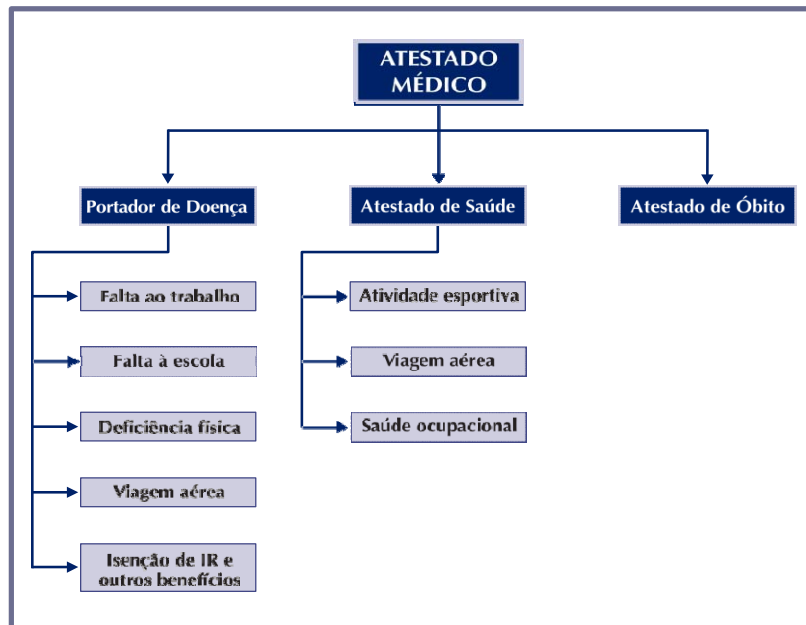 ATESTADO
MÉDICO
Portador de Doença
Atestado de Saúde
Atestado de Óbito
Falta ao trabalho
Falta à escola
Deficiência física
Viagem aérea
Isenção de IR e
outros benefícios
Atividade esportiva
Viagem aérea
Saúde ocupacional